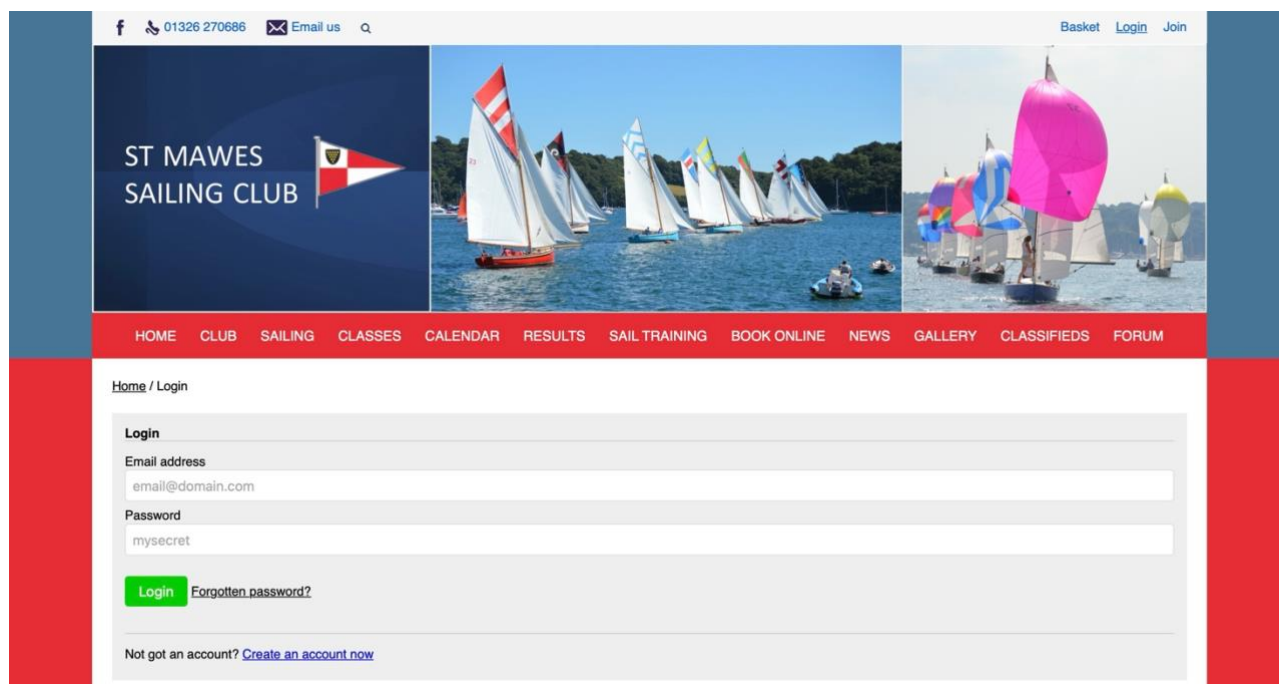 f 01326 270686 Email us Basket Login Join
ST MAWES
SAILING CLUB
HOME CLUB SAILING CLASSES CALENDAR RESULTS SAIL TRAINING BOOK ONLINE NEWS GALLERY CLASSIFIEDS FORUM
Home / Login
Login
Email address
email@domain.com
Password
mysecret
Login Forgotten password?
Not got an account? Create an account now